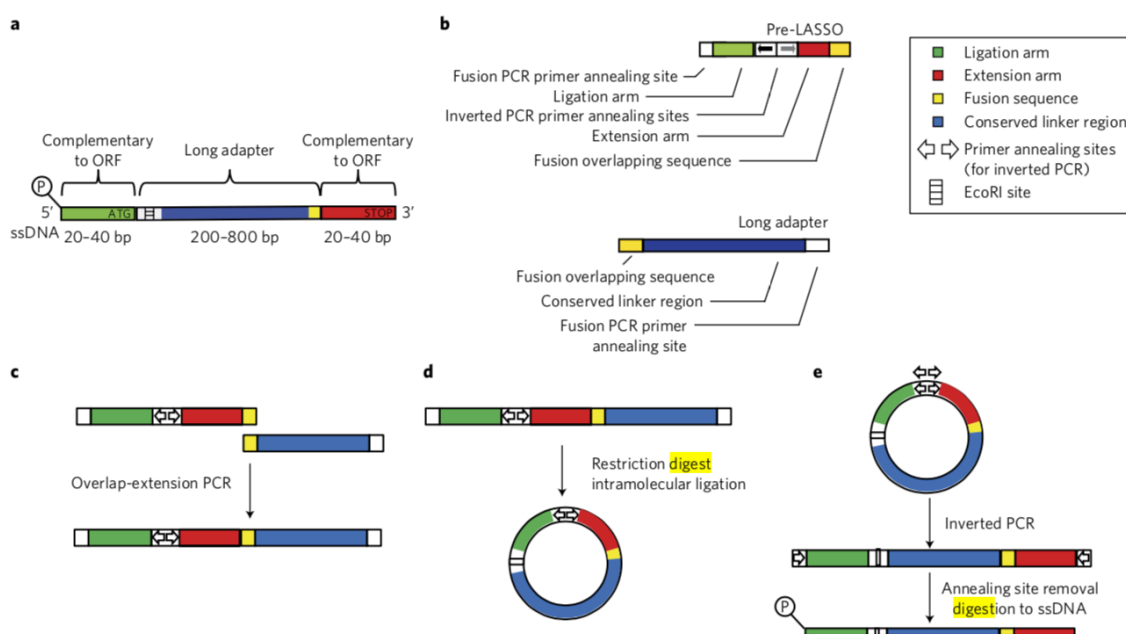 a
Complementary
to ORF
Long adapter
Complementary
to ORF
P
5′
ATG
STOP
3′
ssDNA
20–40 bp
200–800 bp
20–40 bp
b
Pre-LASSO
Fusion PCR primer annealing site
Ligation arm
Inverted PCR primer annealing sites
Extension arm
Fusion overlapping sequence
Long adapter
Fusion overlapping sequence
Conserved linker region
Fusion PCR primer
annealing site
Ligation arm
Extension arm
Fusion sequence
Conserved linker region
Primer annealing sites
(for inverted PCR)
EcoRI site
c
Overlap-extension PCR
d
Restriction digest
intramolecular ligation
e
Inverted PCR
Annealing site removal
digestion to ssDNA
P